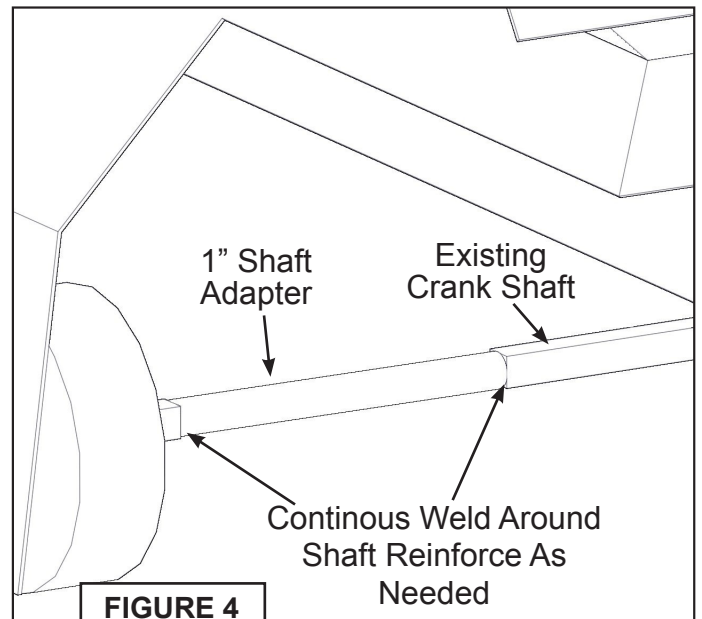 1” Shaft
Adapter
Existing
Crank Shaft
Continous Weld Around
Shaft Reinforce As
Needed
FIGURE 4